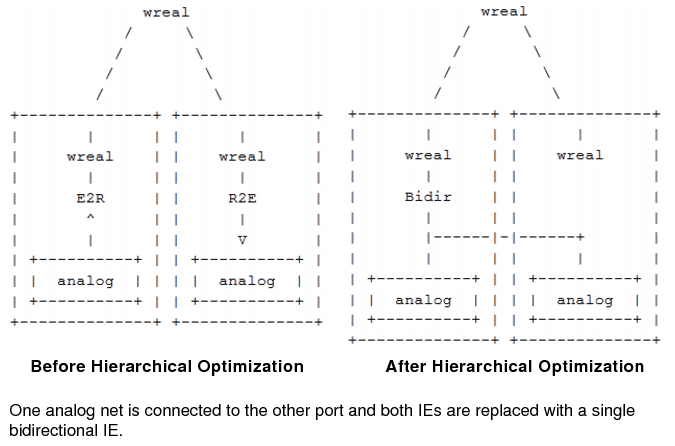 wreal wreal
/ \ / \
/ \ / \
/ \ / \
/ \ / \
+--------------+ +--------------+ +--------------+ +--------------+
| | | | | | | | | | | |
| wreal | | wreal | | wreal | | wreal |
| | | | | | | | | |
| E2R | | R2E | | Bidir | | |
| ^ | | | | | | | | | |
| | | | V | | |------|-|------+ |
| +----------+ | | +----------+ | | | | | | |
| | analog | | | | analog | | | +----------+ | | +----------+ |
| +----------+ | | +----------+ | | | analog | | | | analog | |
+--------------+ +--------------+ | +----------+ | | +----------+ |
+--------------+ +--------------+
Before Hierarchical Optimization After Hierarchical Optimization
One analog net is connected to the other port and both IEs are replaced with a single
bidirectional IE.